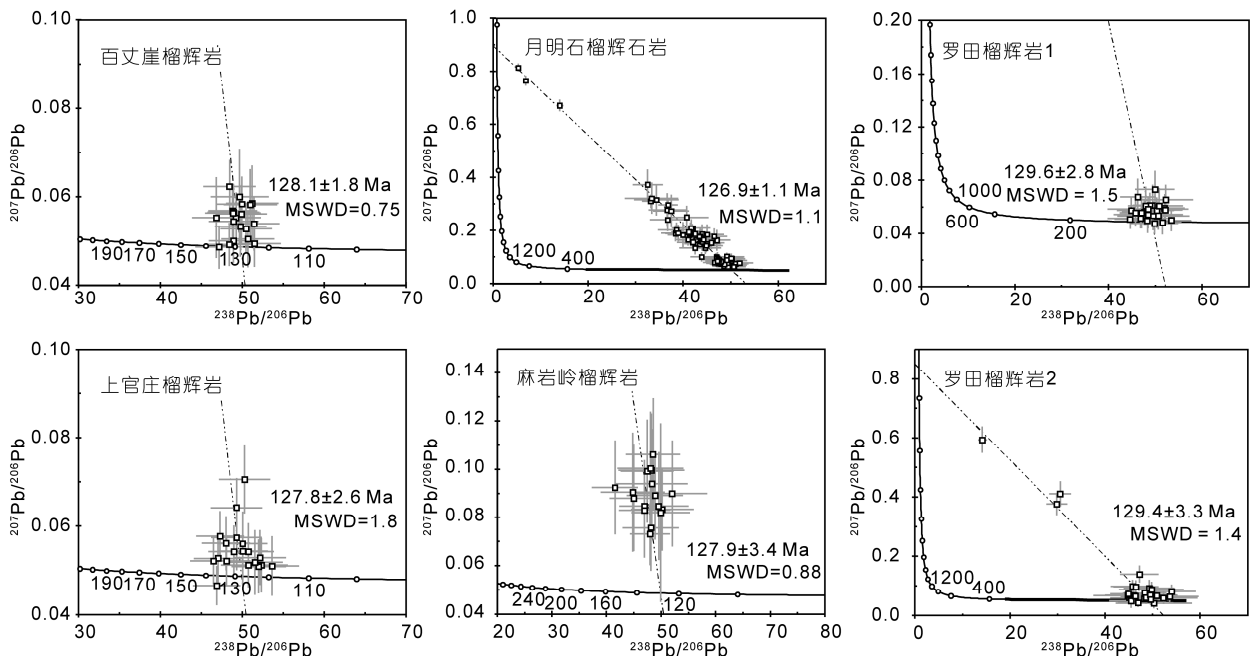 0.10
0.08
0.06
0.04
²⁰⁷Pb/²⁰⁶Pb
百丈崖榴辉岩
128.1±1.8 Ma
MSWD=0.75
190 170 150 130 110
30 40 50 60 70
²³⁸Pb/²⁰⁶Pb
1.0
0.8
0.6
0.4
0.2
0.0
²⁰⁷Pb/²⁰⁶Pb
月明石榴辉石岩
126.9±1.1 Ma
MSWD=1.1
1200 400
0 20 40 60
²³⁸Pb/²⁰⁶Pb
0.20
0.16
0.12
0.08
0.04
0.00
²⁰⁷Pb/²⁰⁶Pb
罗田榴辉岩1
129.6±2.8 Ma
MSWD = 1.5
1000
600 200
0 20 40 60
²³⁸Pb/²⁰⁶Pb
0.10
0.08
0.06
0.04
²⁰⁷Pb/²⁰⁶Pb
上官庄榴辉岩
127.8±2.6 Ma
MSWD=1.8
190 170 150 130 110
30 40 50 60 70
²³⁸Pb/²⁰⁶Pb
0.14
0.12
0.10
0.08
0.06
0.04
²⁰⁷Pb/²⁰⁶Pb
麻岩岭榴辉岩
127.9±3.4 Ma
MSWD=0.88
240 200 160 120
20 30 40 50 60 70 80
²³⁸Pb/²⁰⁶Pb
0.8
0.6
0.4
0.2
0.0
²⁰⁷Pb/²⁰⁶Pb
罗田榴辉岩2
129.4±3.3 Ma
MSWD = 1.4
1200 400
0 20 40 60
²³⁸Pb/²⁰⁶Pb